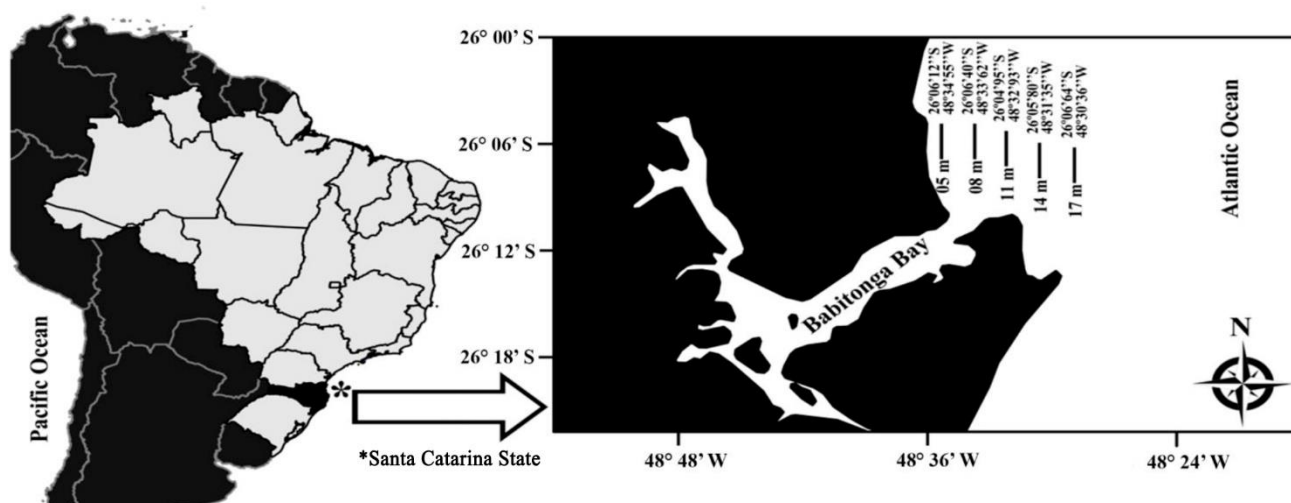 Pacific Ocean
*
*Santa Catarina State
26° 00' S
26° 06' S
26° 12' S
26° 18' S
26°06'12''S
48°34'55''W
05 m
26°06'40''S
48°33'62''W
08 m
26°04'95''S
48°32'93''W
11 m
26°05'80''S
48°31'35''W
14 m
26°06'64''S
48°30'36''W
17 m
Atlantic Ocean
Babitonga Bay
N
48° 48' W
48° 36' W
48° 24' W